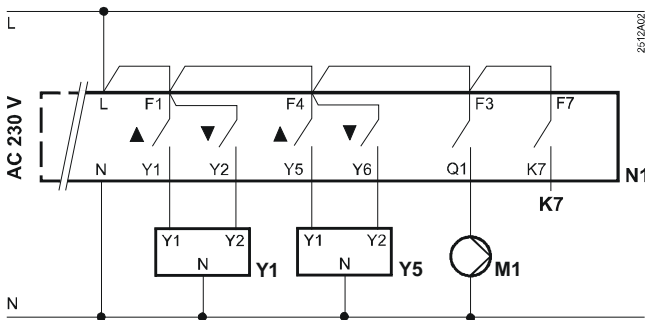 L
2512A02
AC 230 V
L F1 F4 F3 F7
▲ ▼ ▲ ▼
N Y1 Y2 Y5 Y6 Q1 K7
N1
K7
Y1 Y2 Y1 Y2
N Y1 N Y5 M1
N